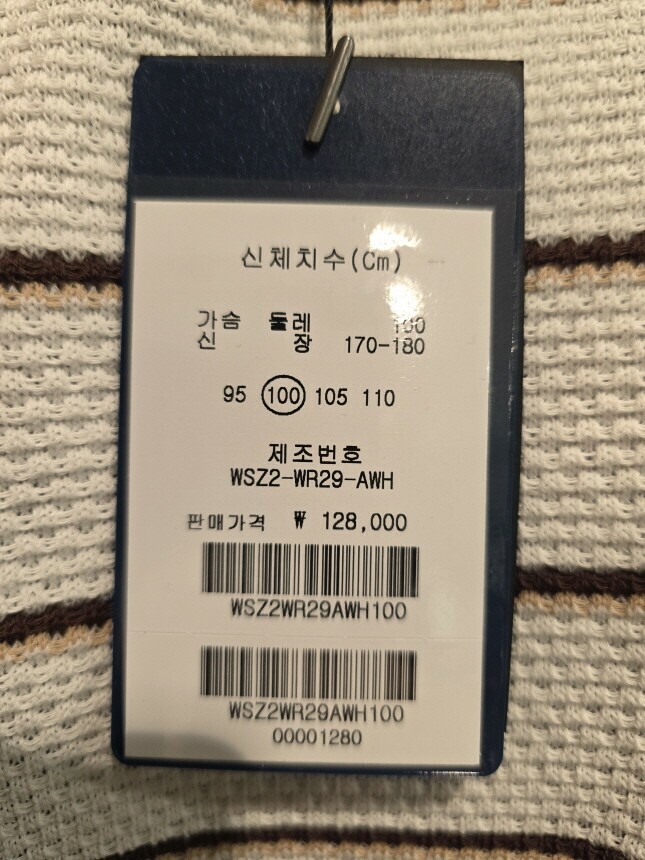 신체치수(Cm)
가슴 둘레 100
신 장 170-180
95 100 105 110
제조번호
WSZ2-WR29-AWH
판매가격 ₩ 128,000
WSZ2WR29AWH100
WSZ2WR29AWH100
00001280